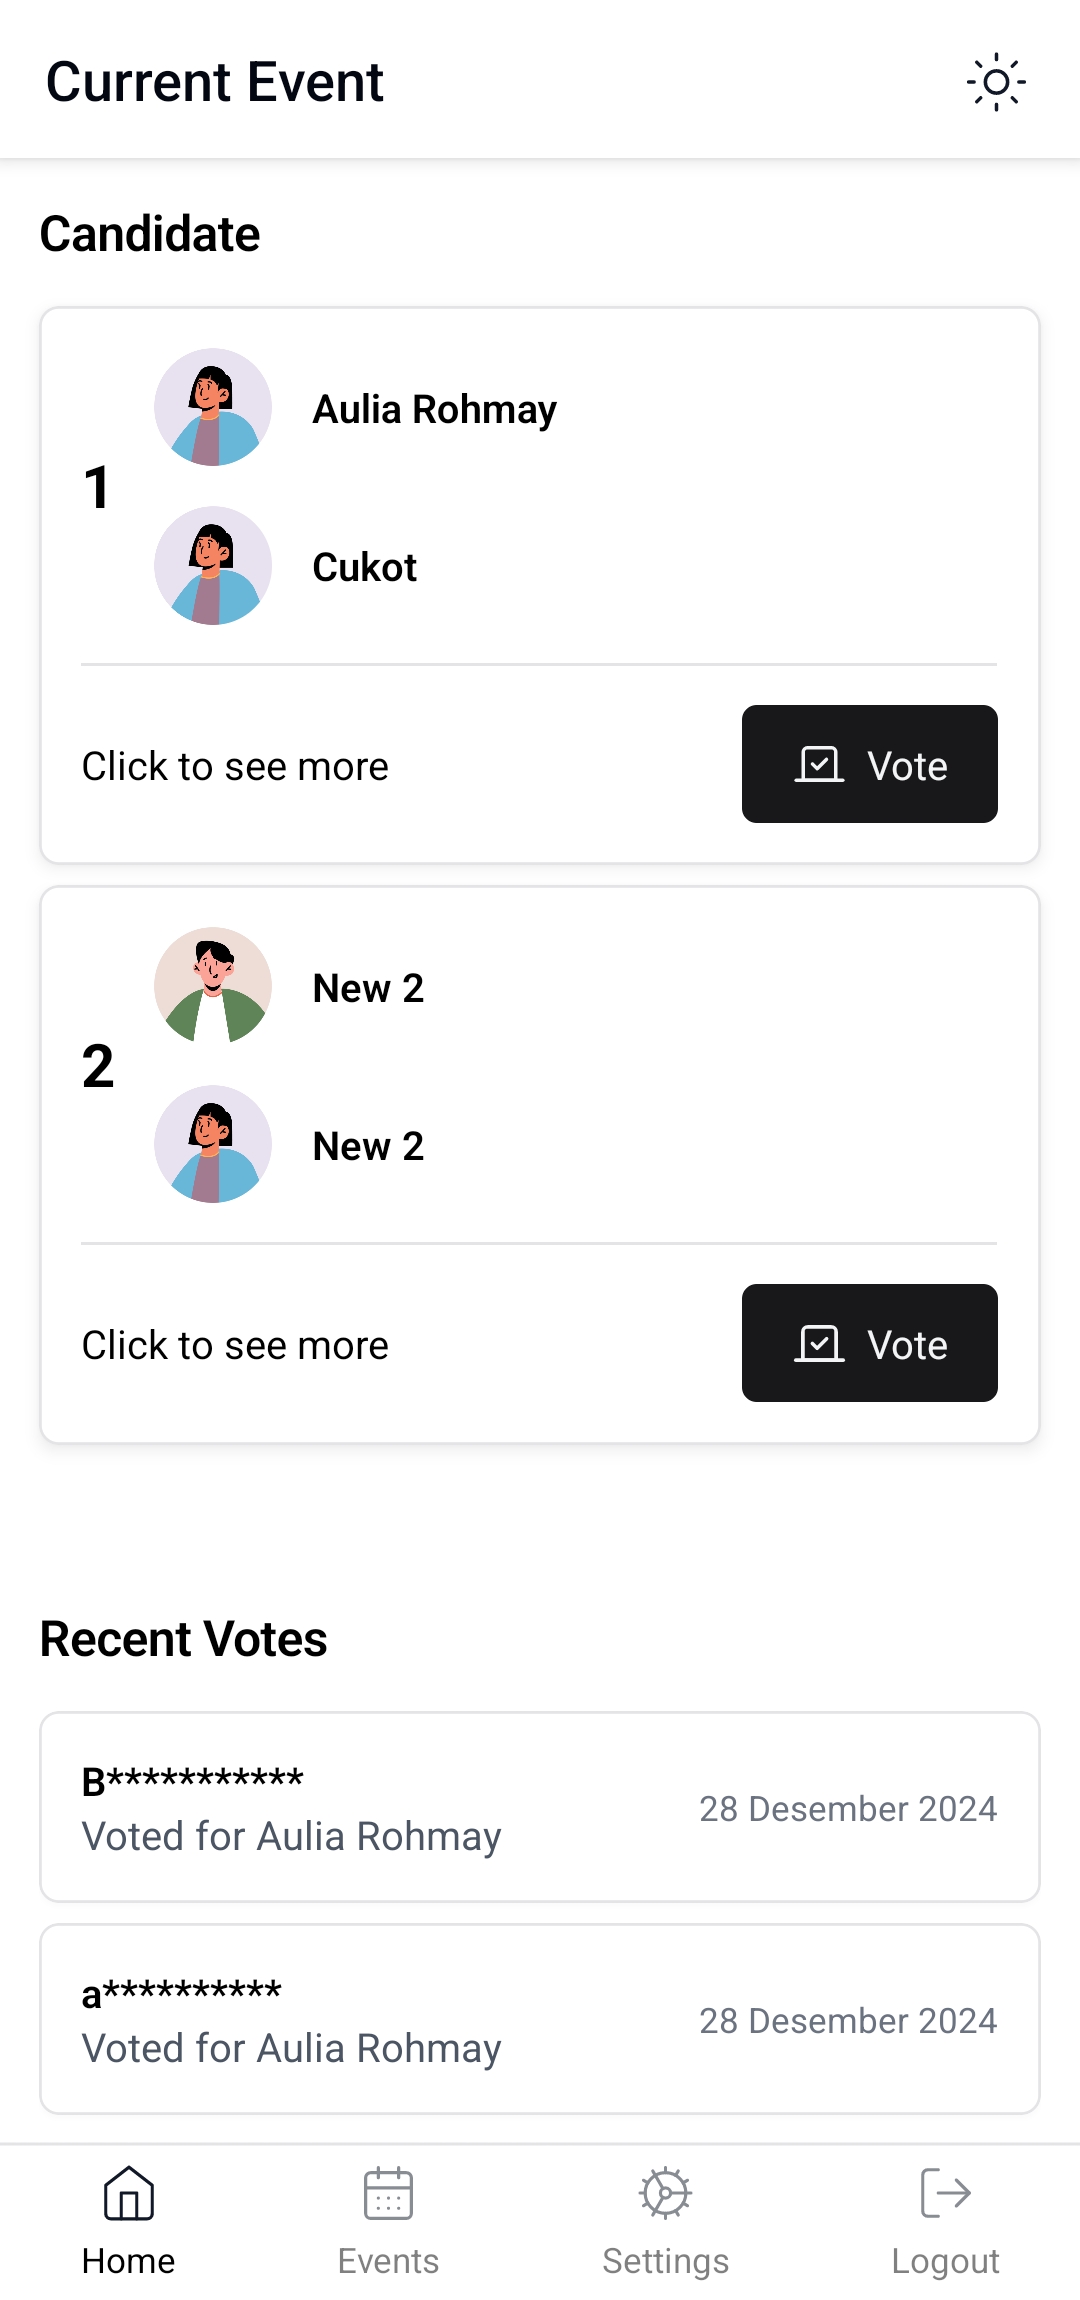 Current Event
Candidate
1
Aulia Rohmay
Cukot
Click to see more
Vote
2
New 2
New 2
Click to see more
Vote
Recent Votes
B***********
Voted for Aulia Rohmay
28 Desember 2024
a**********
Voted for Aulia Rohmay
28 Desember 2024
Home
Events
Settings
Logout